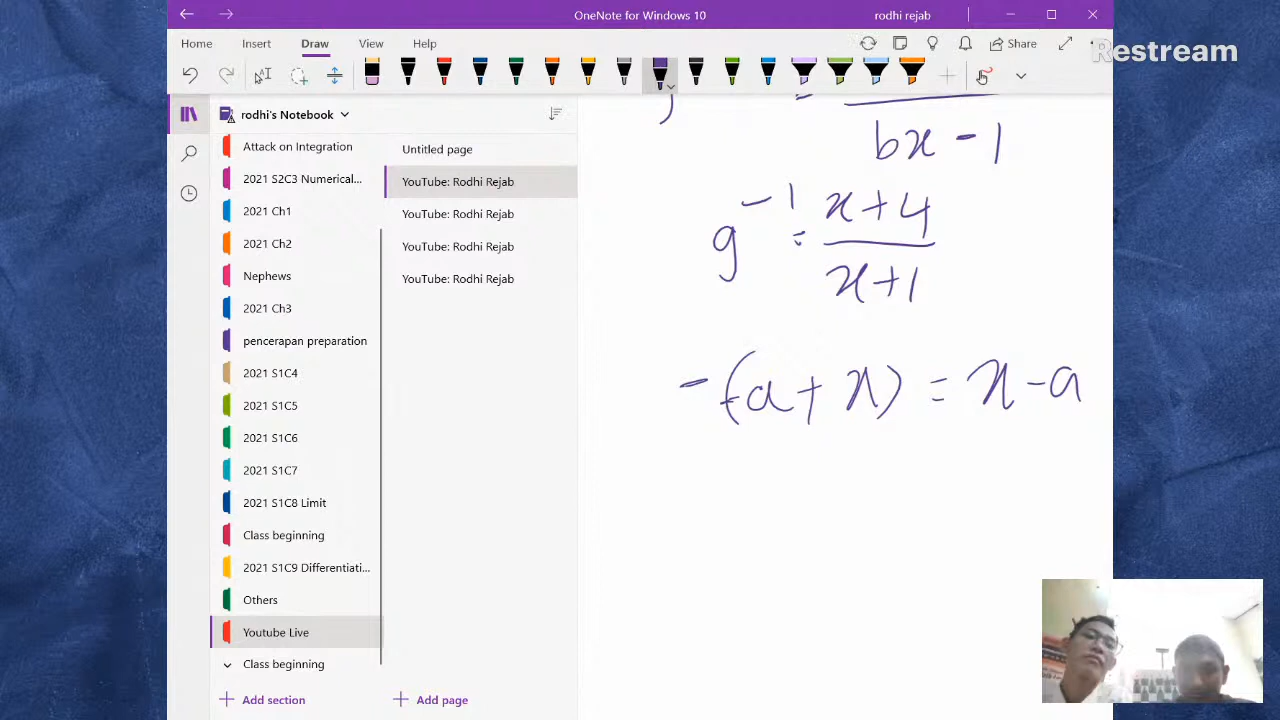 OneNote for Windows 10
rodhi rejab
Home Insert Draw View Help
Share
Restream
rodhi's Notebook
Attack on Integration
2021 S2C3 Numerical...
2021 Ch1
2021 Ch2
Nephews
2021 Ch3
pencerapan preparation
2021 S1C4
2021 S1C5
2021 S1C6
2021 S1C7
2021 S1C8 Limit
Class beginning
2021 S1C9 Differentiati...
Others
Youtube Live
Class beginning
Add section
Untitled page
YouTube: Rodhi Rejab
YouTube: Rodhi Rejab
YouTube: Rodhi Rejab
YouTube: Rodhi Rejab
Add page
bx - 1
g^-1 = x+4
x+1
-(-a+x) = x-a